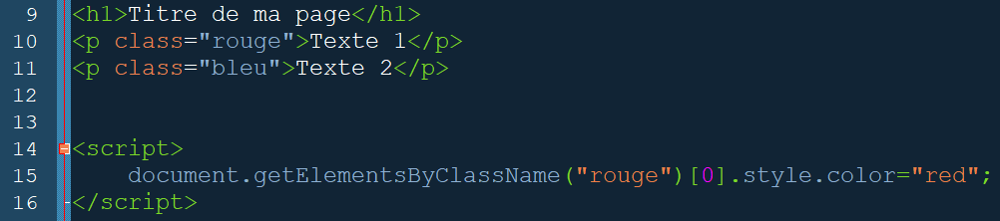 9 <h1>Titre de ma page</h1>
10 <p class="rouge">Texte 1</p>
11 <p class="bleu">Texte 2</p>
12
13
14 <script>
15 document.getElementsByClassName("rouge")[0].style.color="red";
16 </script>